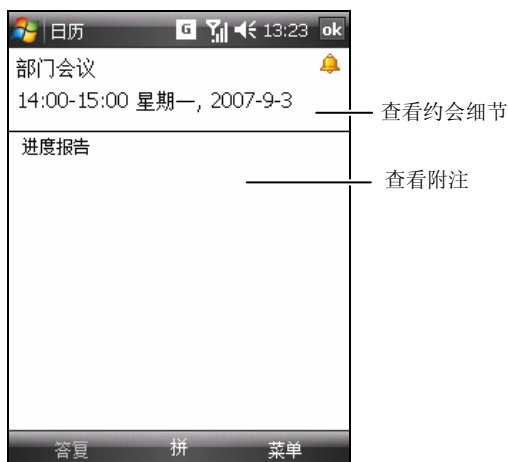 日历 G 13:23 ok
部门会议
14:00-15:00 星期一, 2007-9-3
查看约会细节
进度报告
查看附注
答复 拼 菜单